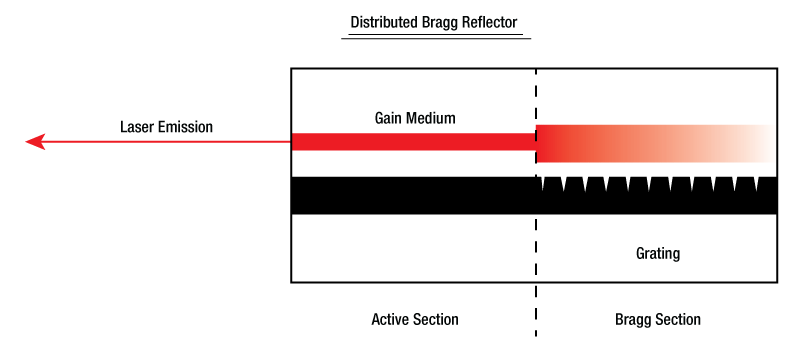 Distributed Bragg Reflector
Laser Emission
Gain Medium
Grating
Active Section
Bragg Section